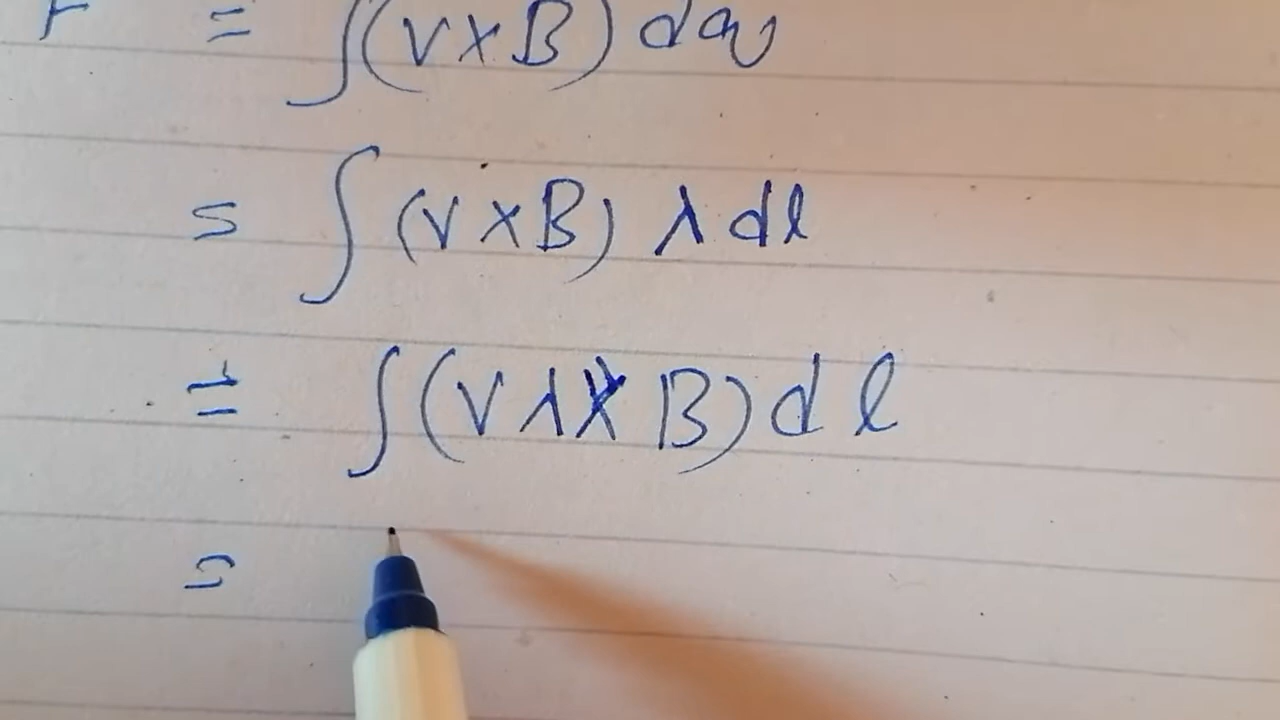 F = ∫(V×B) dq
= ∫ (V×B) λ dl
= ∫(Vλ×B)dl
=